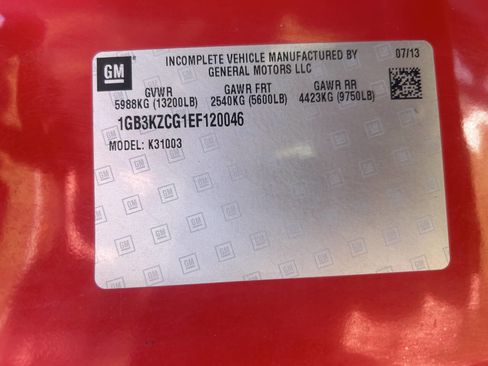 GM INCOMPLETE VEHICLE MANUFACTURED BY 07/13
GENERAL MOTORS LLC
GVWR GAWR FRT GAWR RR
5988KG (13200LB) 2540KG (5600LB) 4423KG (9750LB)
1GB3KZCG1EF120046
MODEL: K31003